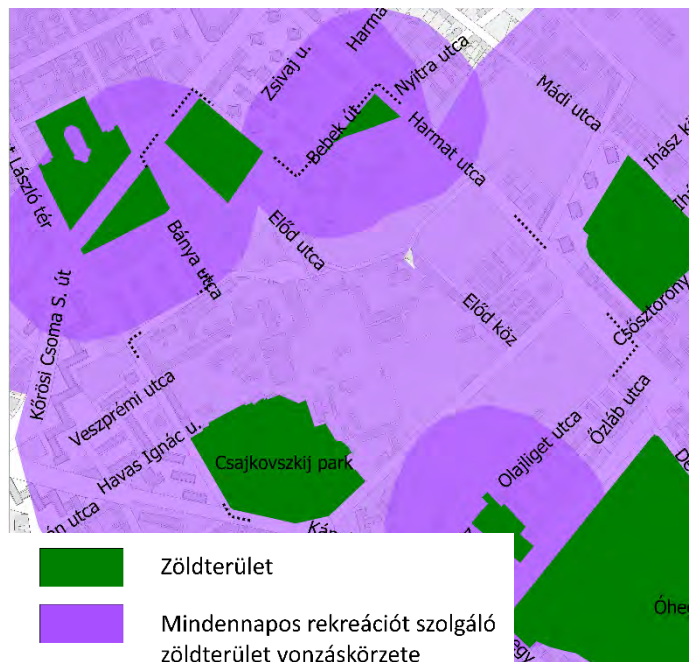 Zsivaj u.
Harmat
Nyitra utca
Mádi utca
Bebek út
Harmat utca
Ihász
László tér
Bánya utca
Előd utca
Előd köz
Csősztorony
Kőrösi Csoma S. út
Veszprémi utca
Havas Ignác u.
Csajkovszkij park
Olajliget utca
Őzláb utca
utca
Zöldterület
Mindennapos rekreációt szolgáló
zöldterület vonzáskörzete